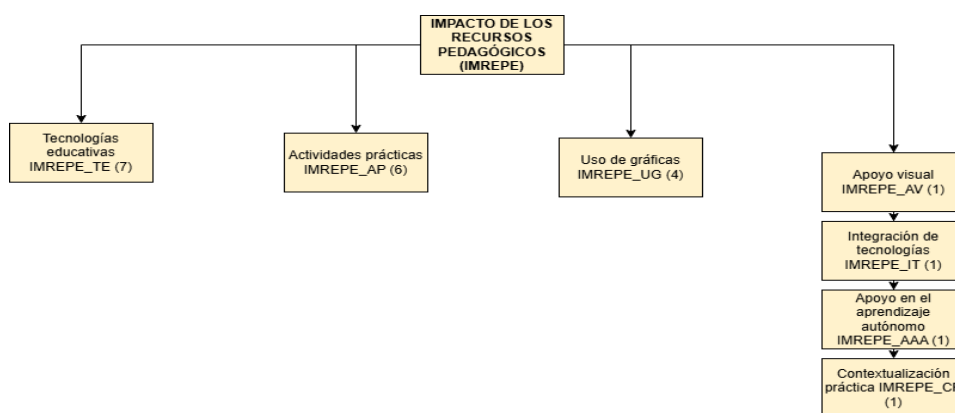 IMPACTO DE LOS
RECURSOS
PEDAGÓGICOS
(IMREPE)
Tecnologías
educativas
IMREPE_TE (7)
Actividades prácticas
IMREPE_AP (6)
Uso de gráficas
IMREPE_UG (4)
Apoyo visual
IMREPE_AV (1)
Integración de
tecnologías
IMREPE_IT (1)
Apoyo en el
aprendizaje
autónomo
IMREPE_AAA (1)
Contextualización
práctica IMREPE_CP
(1)